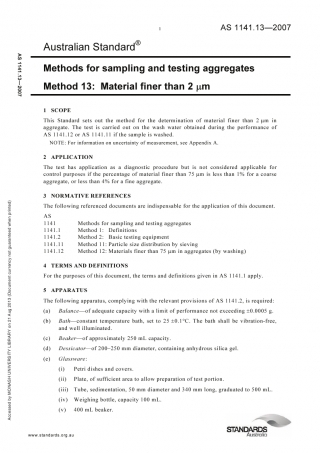 1
AS 1141.13—2007
Australian Standard®
Methods for sampling and testing aggregates
Method 13: Material finer than 2 µm
1 SCOPE
This Standard sets out the method for the determination of material finer than 2 µm in
aggregate. The test is carried out on the wash water obtained during the performance of
AS 1141.12 or AS 1141.11 if the sample is washed.
NOTE: For information on uncertainty of measurement, see Appendix A.
2 APPLICATION
The test has application as a diagnostic procedure but is not considered applicable for
control purposes if the percentage of material finer than 75 µm is less than 1% for a coarse
aggregate, or less than 4% for a fine aggregate.
3 NORMATIVE REFERENCES
The following referenced documents are indispensable for the application of this document.
AS
1141 Methods for sampling and testing aggregates
1141.1 Method 1: Definitions
1141.2 Method 2: Basic testing equipment
1141.11 Method 11: Particle size distribution by sieving
1141.12 Method 12: Materials finer than 75 µm in aggregates (by washing)
4 TERMS AND DEFINITIONS
For the purposes of this document, the terms and definitions given in AS 1141.1 apply.
5 APPARATUS
The following apparatus, complying with the relevant provisions of AS 1141.2, is required:
(a) Balance—of adequate capacity with a limit of performance not exceeding ±0.0005 g.
(b) Bath—constant temperature bath, set to 25 ±0.1°C. The bath shall be vibration-free,
and well illuminated.
(c) Beaker—of approximately 250 mL capacity.
(d) Dessicator—of 200–250 mm diameter, containing anhydrous silica gel.
(e) Glassware:
(i) Petri dishes and covers.
(ii) Plate, of sufficient area to allow preparation of test portion.
(iii) Tube, sedimentation, 50 mm diameter and 340 mm long, graduated to 500 mL.
(iv) Weighing bottle, capacity 100 mL.
(v) 400 mL beaker.
www.standards.org.au
STANDARDS
Australia
AS 1141.13—2007
Accessed by MONASH UNIVERSITY LIBRARY on 21 Aug 2012 (Document currency not guaranteed when printed)